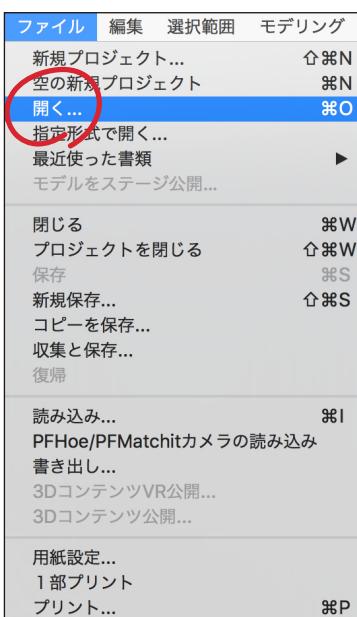 ファイル 編集 選択範囲 モデリング
新規プロジェクト... ⇧⌘N
空の新規プロジェクト ⌘N
開く... ⌘O
指定形式で開く...
最近使った書類 ▶
モデルをステージ公開...
閉じる ⌘W
プロジェクトを閉じる ⇧⌘W
保存 ⌘S
新規保存... ⇧⌘S
コピーを保存...
収集と保存...
復帰
読み込み... ⌘I
PFHoe/PFMatchitカメラの読み込み
書き出し...
3DコンテンツVR公開...
3Dコンテンツ公開...
用紙設定...
１部プリント
プリント... ⌘P